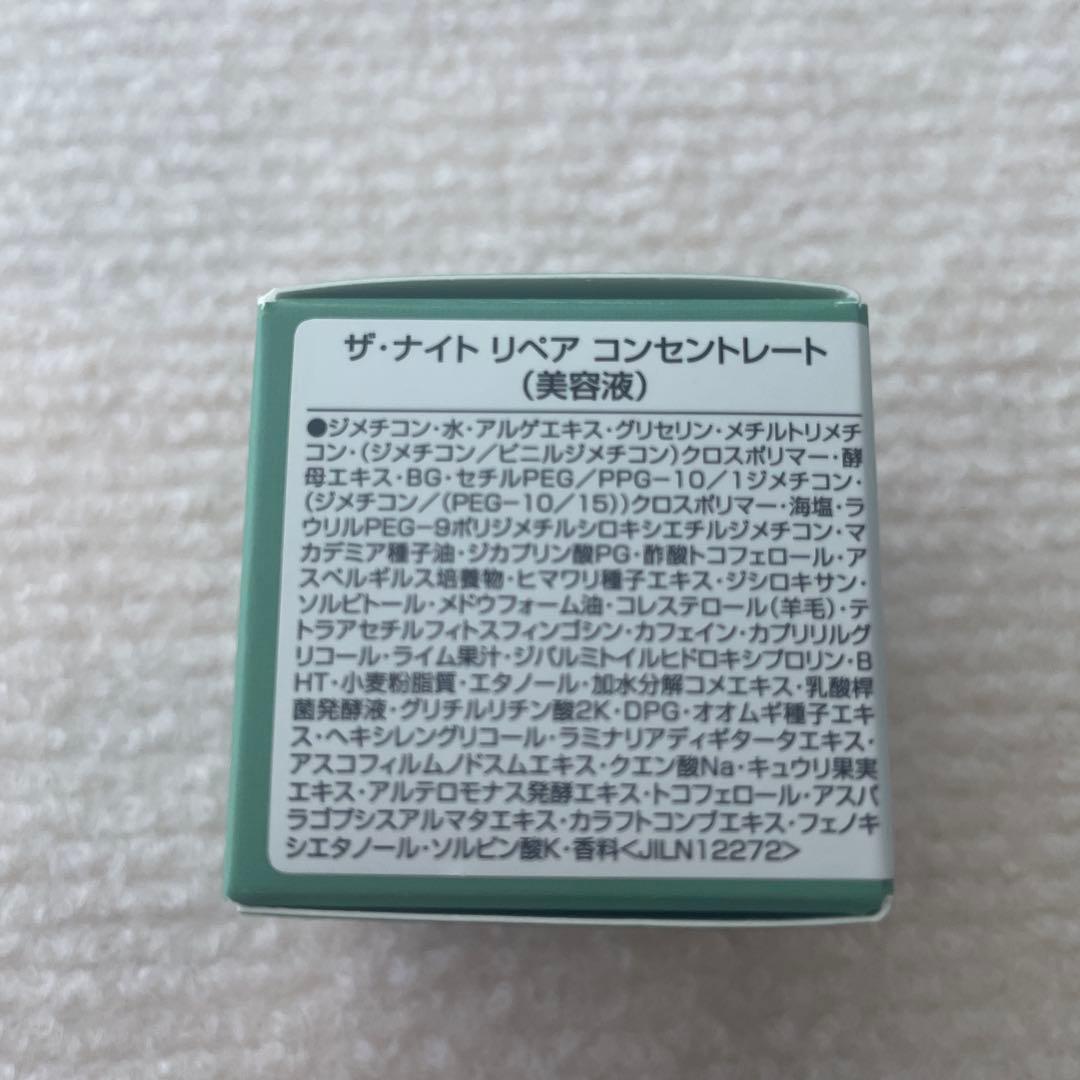 ザ・ナイト リペア コンセントレート
（美容液）
●ジメチコン・水・アルゲエキス・グリセリン・メチルトリメチ
コン・（ジメチコン／ビニルジメチコン）クロスポリマー・酵
母エキス・BG・セチルPEG／PPG−10／1ジメチコン・
（ジメチコン／（PEG−10／15））クロスポリマー・海塩・ラ
ウリルPEG−9ポリジメチルシロキシエチルジメチコン・マ
カデミア種子油・ジカプリン酸PG・酢酸トコフェロール・ア
スペルギルス培養物・ヒマワリ種子エキス・ジシロキサン・
ソルビトール・メドウフォーム油・コレステロール（羊毛）・テ
トラアセチルフィトスフィンゴシン・カフェイン・カプリリルグ
リコール・ライム果汁・ジパルミトイルヒドロキシプロリン・B
HT・小麦粉脂質・エタノール・加水分解コメエキス・乳酸桿
菌発酵液・グリチルリチン酸2K・DPG・オオムギ種子エキ
ス・ヘキシレングリコール・ラミナリアディギタータエキス・
アスコフィルムノドスムエキス・クエン酸Na・キュウリ果実
エキス・アルテロモナス発酵エキス・トコフェロール・アスパ
ラゴプシスアルマタエキス・カラフトコンブエキス・フェノキ
シエタノール・ソルビン酸K・香料<JILN12272>